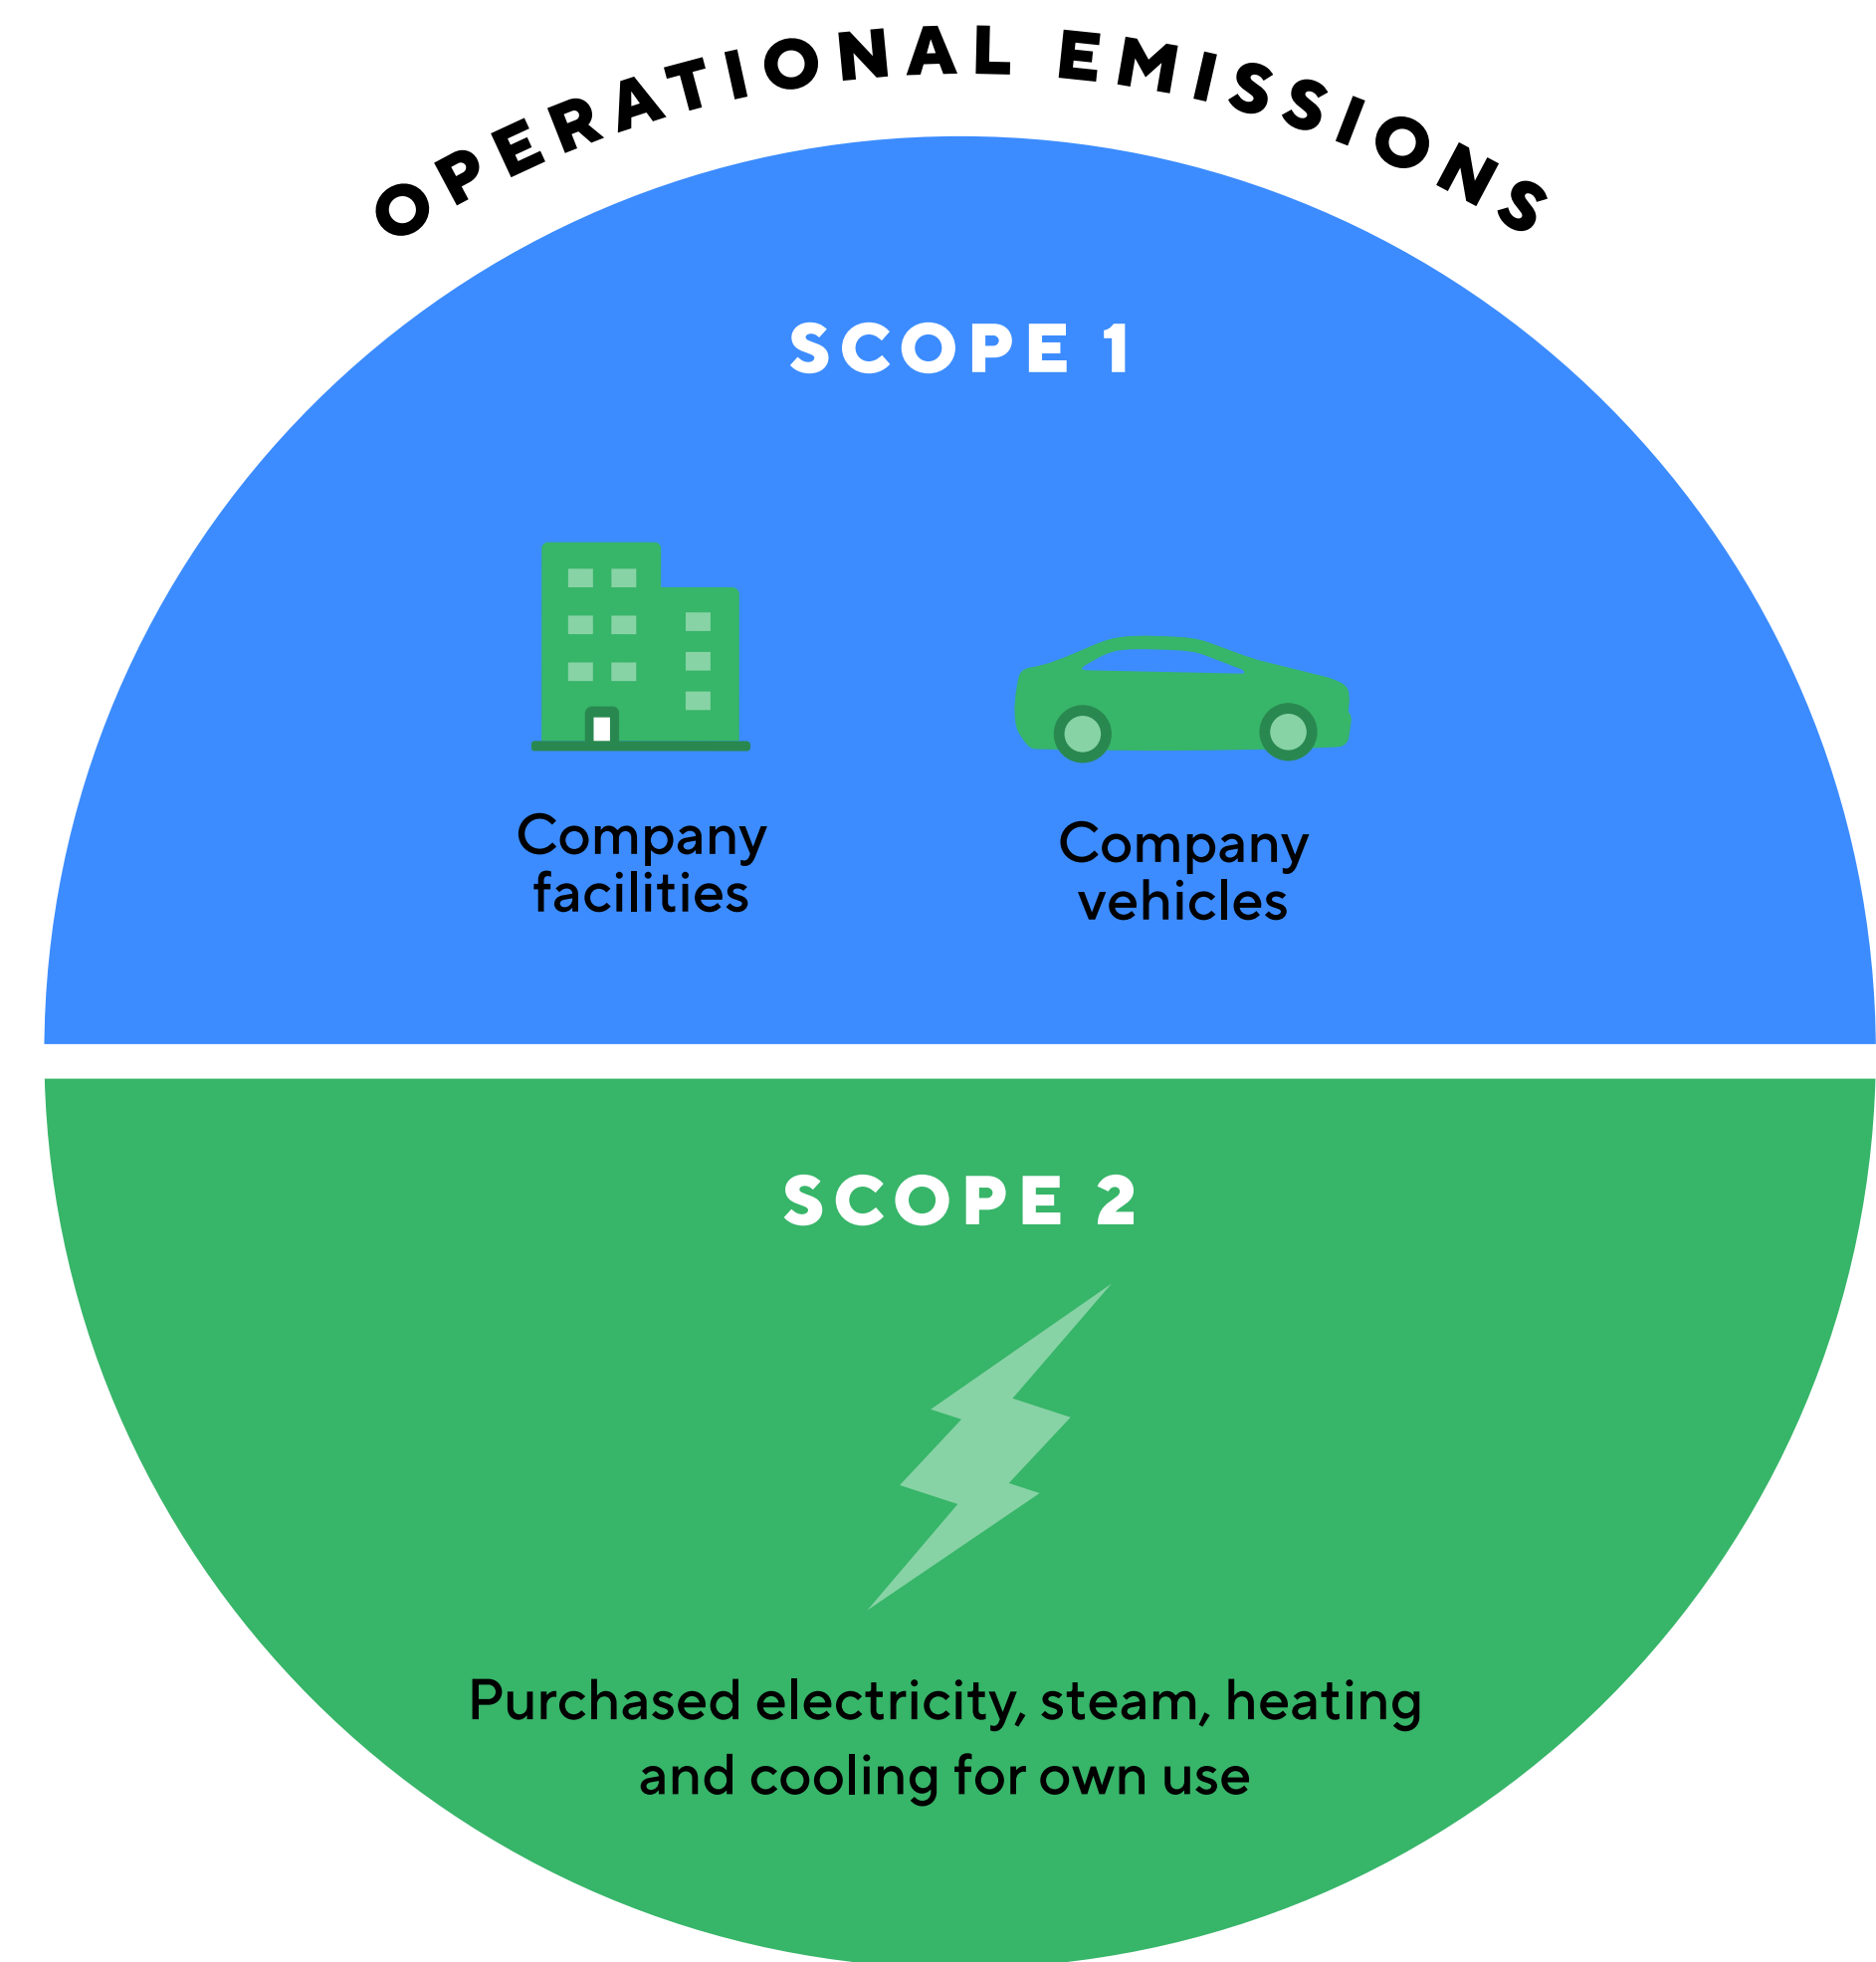 OPERATIONAL EMISSIONS
SCOPE 1
Company
facilities
Company
vehicles
SCOPE 2
Purchased electricity, steam, heating
and cooling for own use